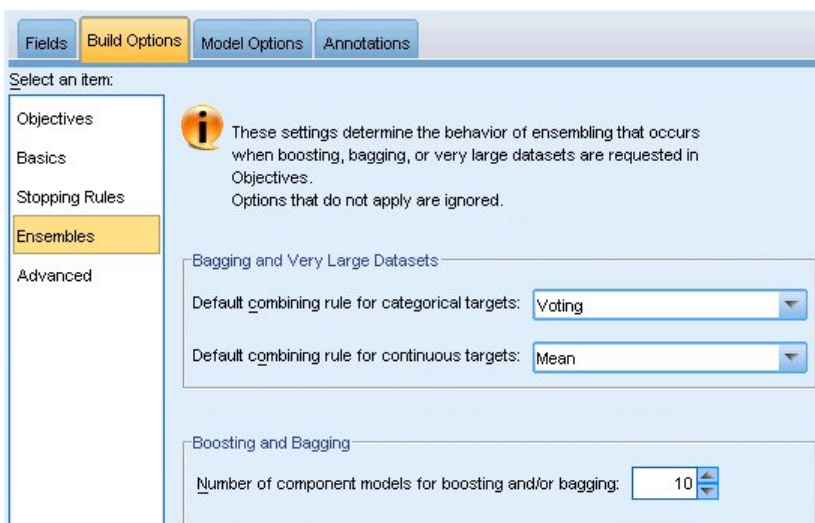 Fields Build Options Model Options Annotations
Select an item:
Objectives
Basics
Stopping Rules
Ensembles
Advanced
These settings determine the behavior of ensembling that occurs
when boosting, bagging, or very large datasets are requested in
Objectives.
Options that do not apply are ignored.
Bagging and Very Large Datasets
Default combining rule for categorical targets: Voting
Default combining rule for continuous targets: Mean
Boosting and Bagging
Number of component models for boosting and/or bagging: 10